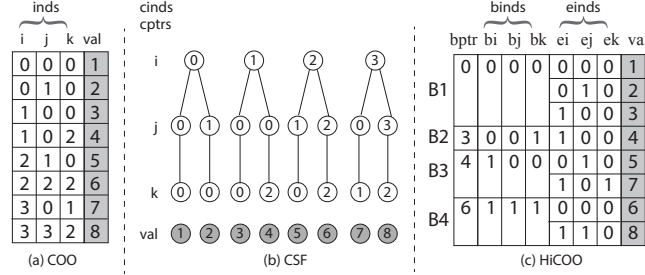 inds
i j k val
0 0 0 1
0 1 0 2
1 0 0 3
1 0 2 4
2 1 0 5
2 2 2 6
3 0 1 7
3 3 2 8
(a) COO
cinds
cptrs
i 0 1 2 3
j 0 1 0 0 1 2 0 3
k 0 0 0 2 0 2 1 2
val 1 2 3 4 5 6 7 8
(b) CSF
binds einds
bptr bi bj bk ei ej ek val
B1 0 0 0 0 0 0 0 1
0 1 0 2
1 0 0 3
B2 3 0 0 1 1 0 0 4
B3 4 1 0 0 0 1 0 5
1 0 1 7
B4 6 1 1 1 0 0 0 6
1 1 0 8
(c) HiCOO